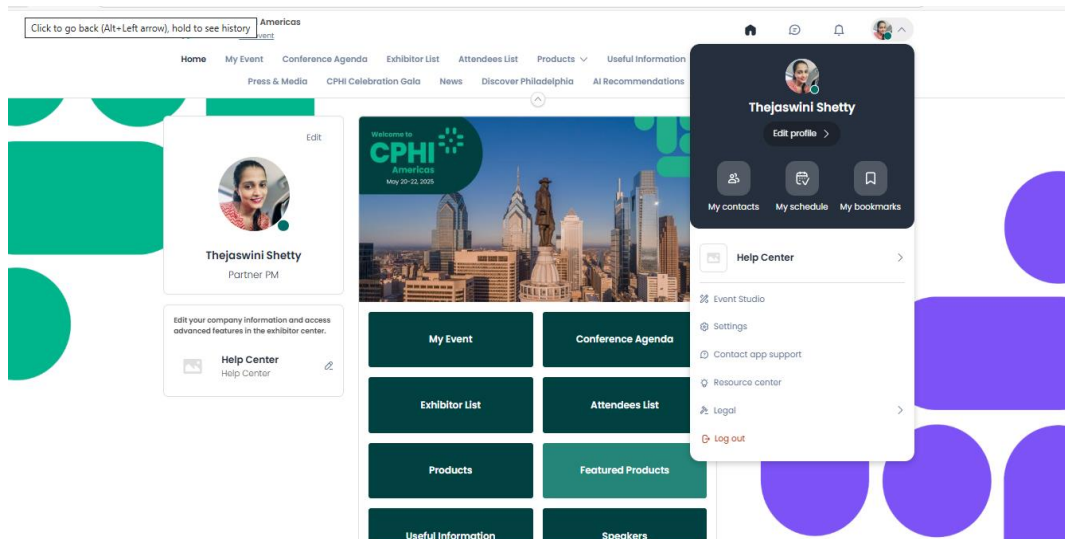 Click to go back (Alt+Left arrow), hold to see history
Americas
Home My Event Conference Agenda Exhibitor List Attendees List Products Useful Information
Press & Media CPHI Celebration Gala News Discover Philadelphia AI Recommendations
Edit
Thejaswini Shetty
Partner PM
Edit your company information and access
advanced features in the exhibitor center.
Help Center
Help Center
Welcome to
CPHI
Americas
May 20-22, 2025
My Event
Conference Agenda
Exhibitor List
Attendees List
Products
Featured Products
Useful Information
Speakers
Thejaswini Shetty
Edit profile
My contacts My schedule My bookmarks
Help Center
Event Studio
Settings
Contact app support
Resource center
Legal
Log out